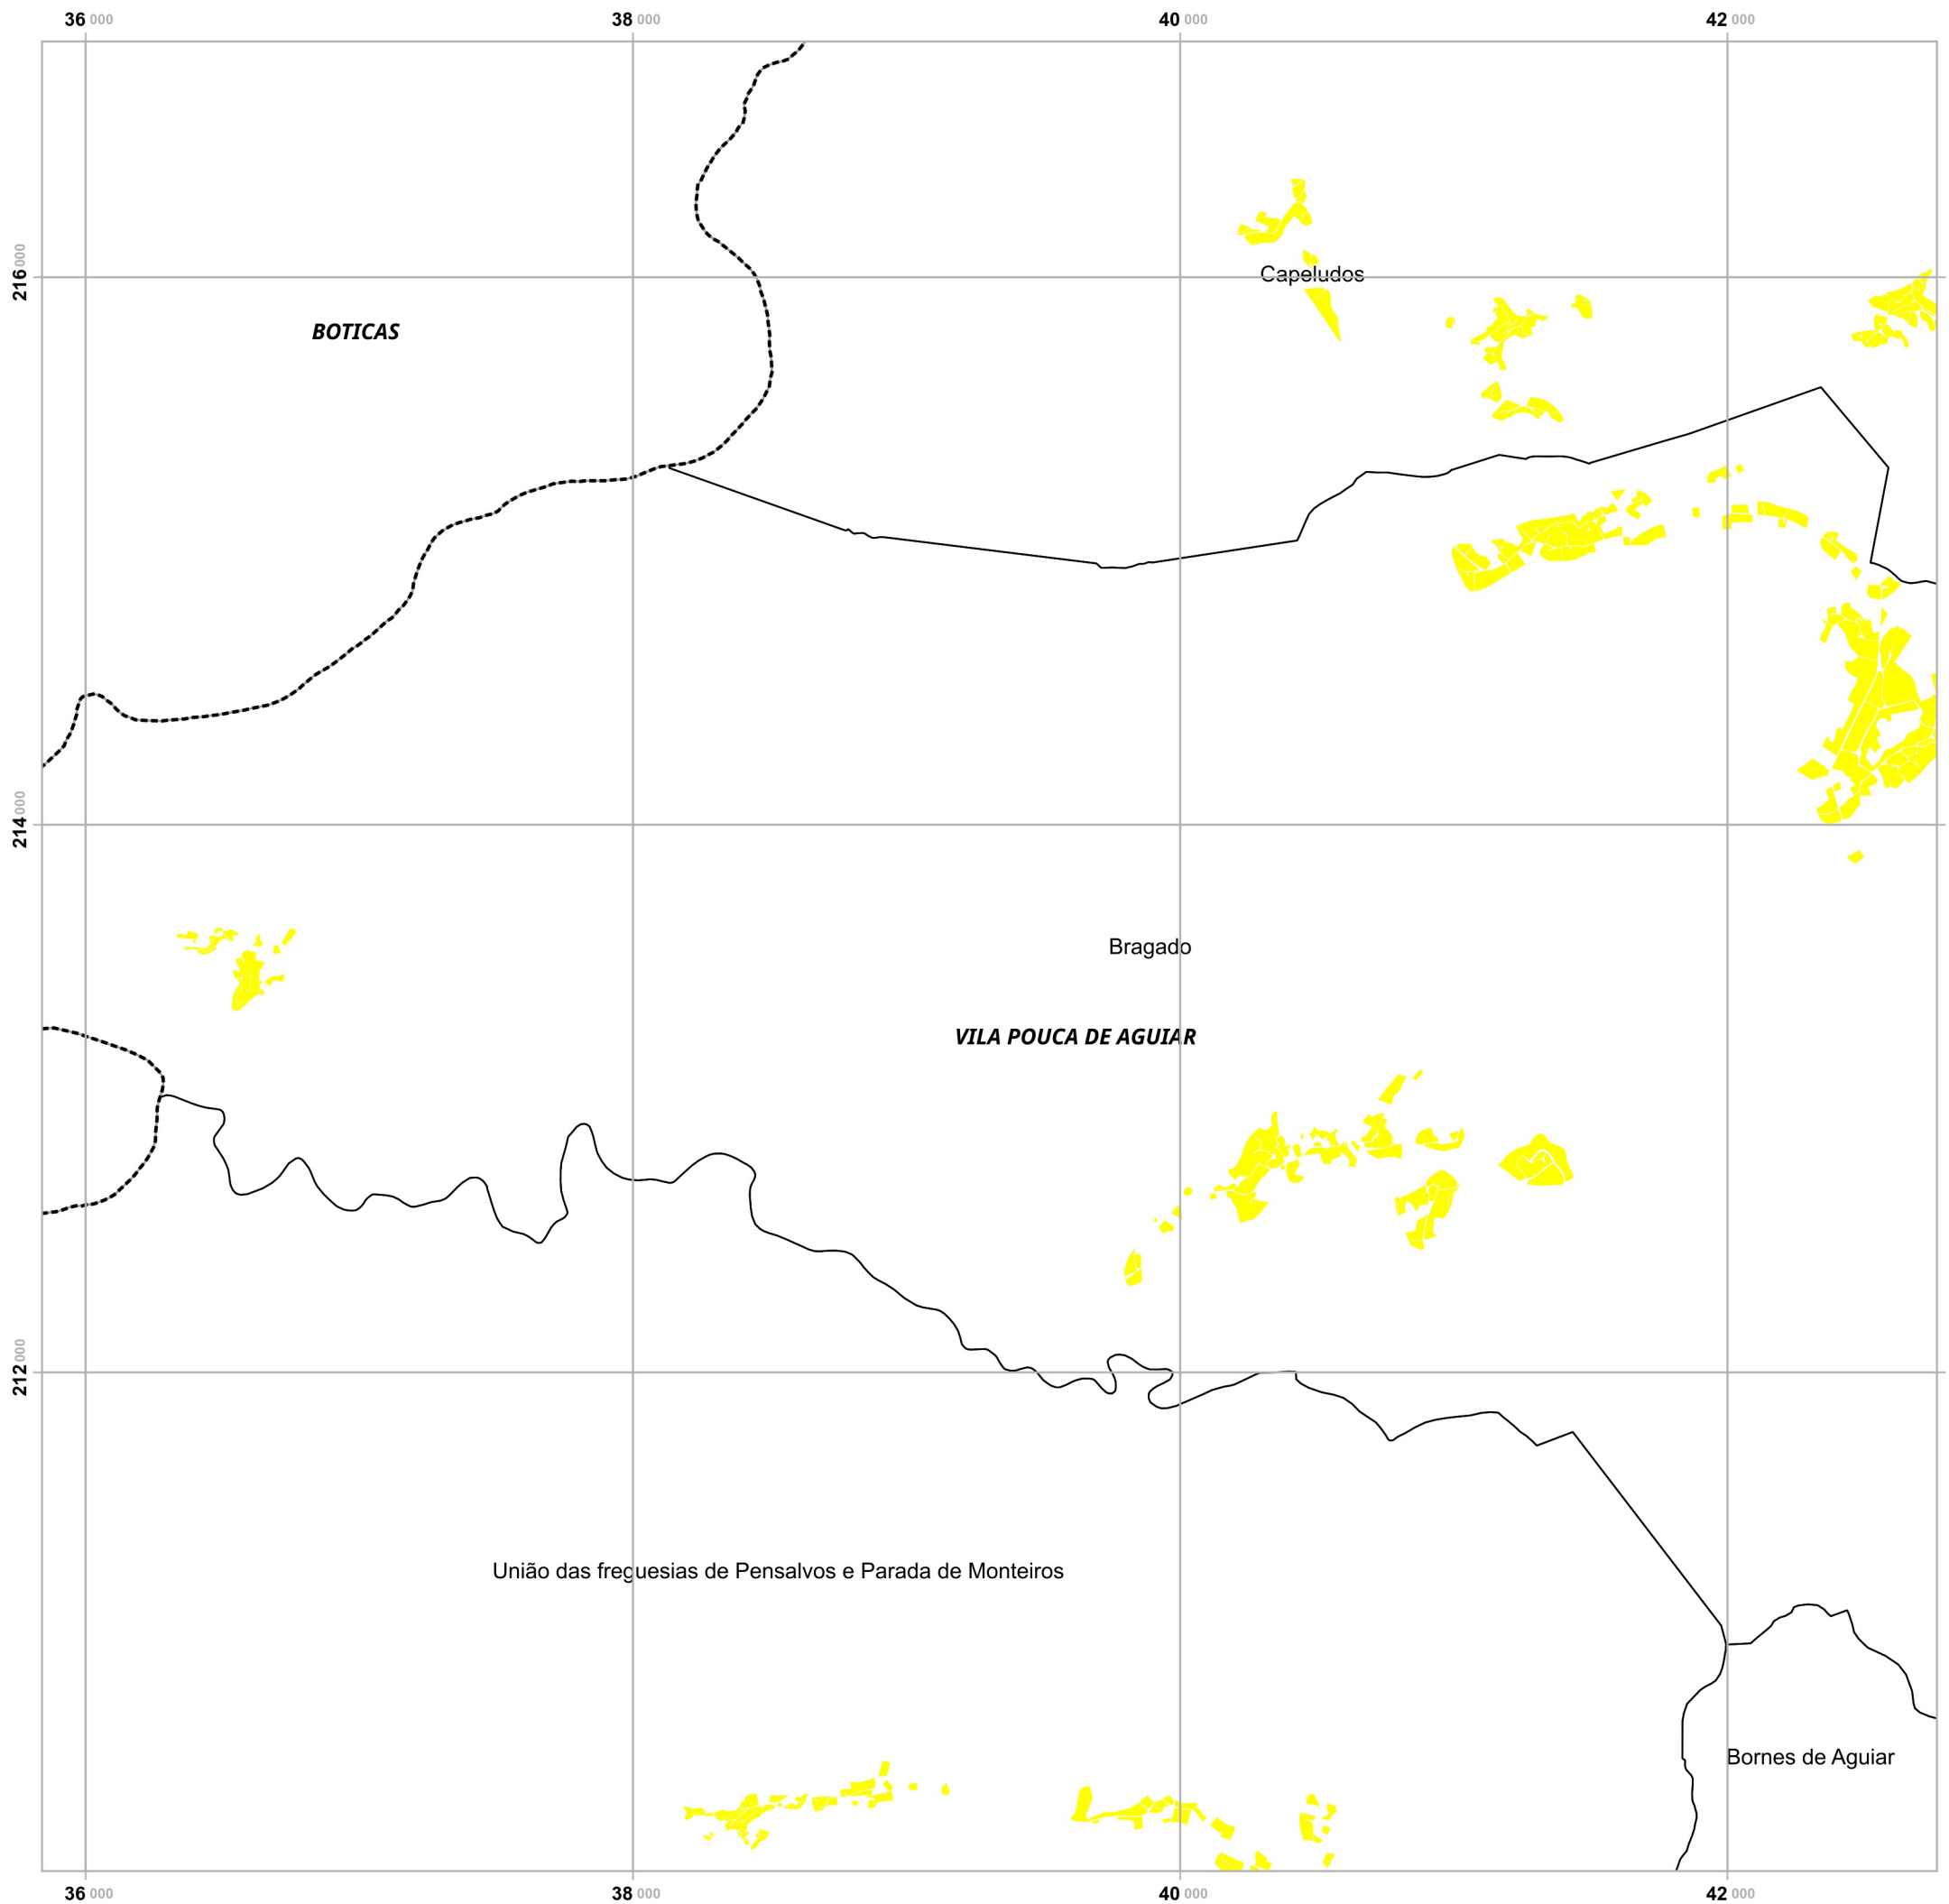 36 000 38 000 40 000 42 000
216 000
Capeludos
BOTICAS
214 000
Bragado
VILA POUCA DE AGUIAR
212 000
União das freguesias de Pensalvos e Parada de Monteiros
Bornes de Aguiar
36 000 38 000 40 000 42 000